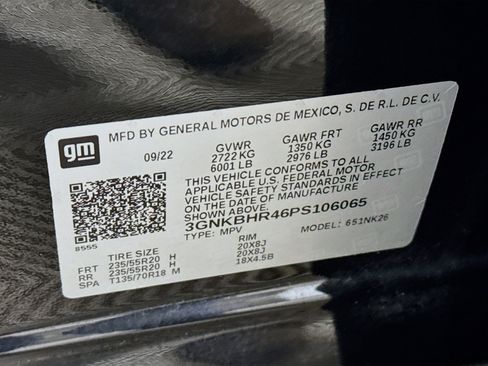 gm
MFD BY GENERAL MOTORS DE MEXICO, S. DE R.L. DE C.V.
09/22 GVWR GAWR FRT GAWR RR
2722 KG 1350 KG 1450 KG
6001 LB 2976 LB 3196 LB
THIS VEHICLE CONFORMS TO ALL
APPLICABLE U.S. FEDERAL MOTOR
VEHICLE SAFETY STANDARDS IN EFFECT
ON THE DATE OF MANUFACTURE
SHOWN ABOVE.
3GNKBHR46PS106065
8555 TYPE: MPV MODEL: 651NK26
TIRE SIZE RIM
FRT 235/55R20 H 20X8J
RR 235/55R20 H 20X8J
SPA T135/70R18 M 18X4.5B